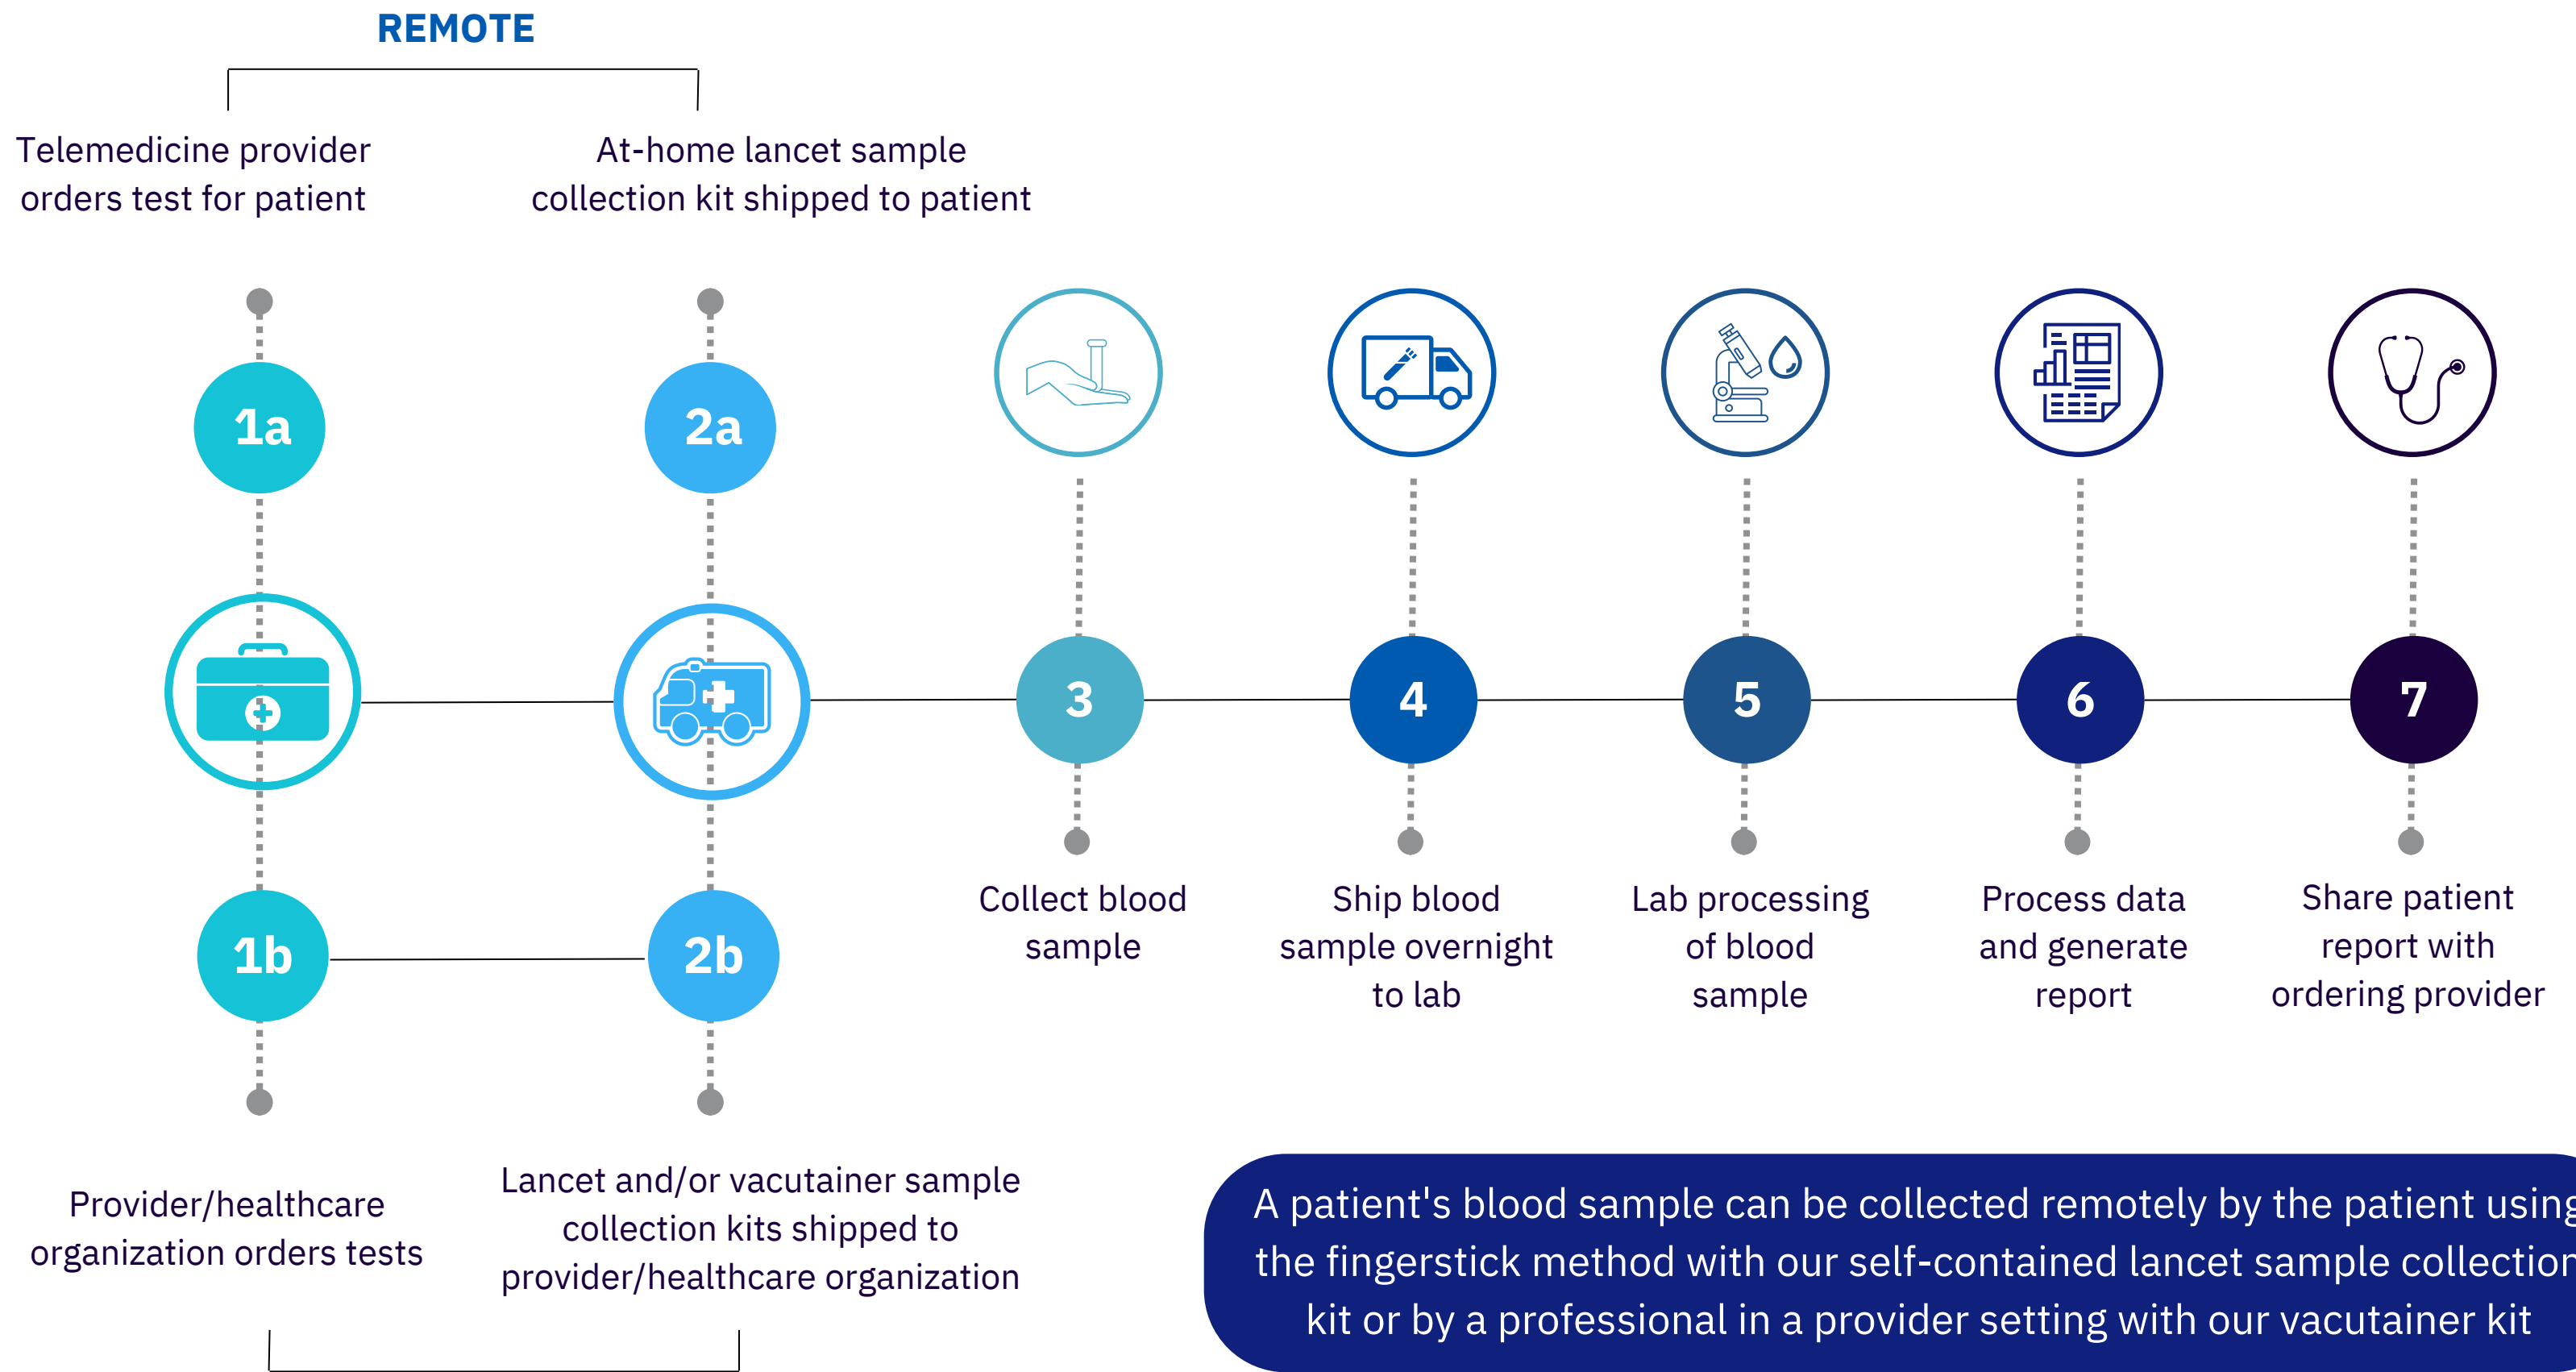 REMOTE
Telemedicine provider
orders test for patient
At-home lancet sample
collection kit shipped to patient
1a
2a
3
4
5
6
7
1b
2b
Collect blood
sample
Ship blood
sample overnight
to lab
Lab processing
of blood
sample
Process data
and generate
report
Share patient
report with
ordering provider
Provider/healthcare
organization orders tests
Lancet and/or vacutainer sample
collection kits shipped to
provider/healthcare organization
A patient's blood sample can be collected remotely by the patient using
the fingerstick method with our self-contained lancet sample collection
kit or by a professional in a provider setting with our vacutainer kit